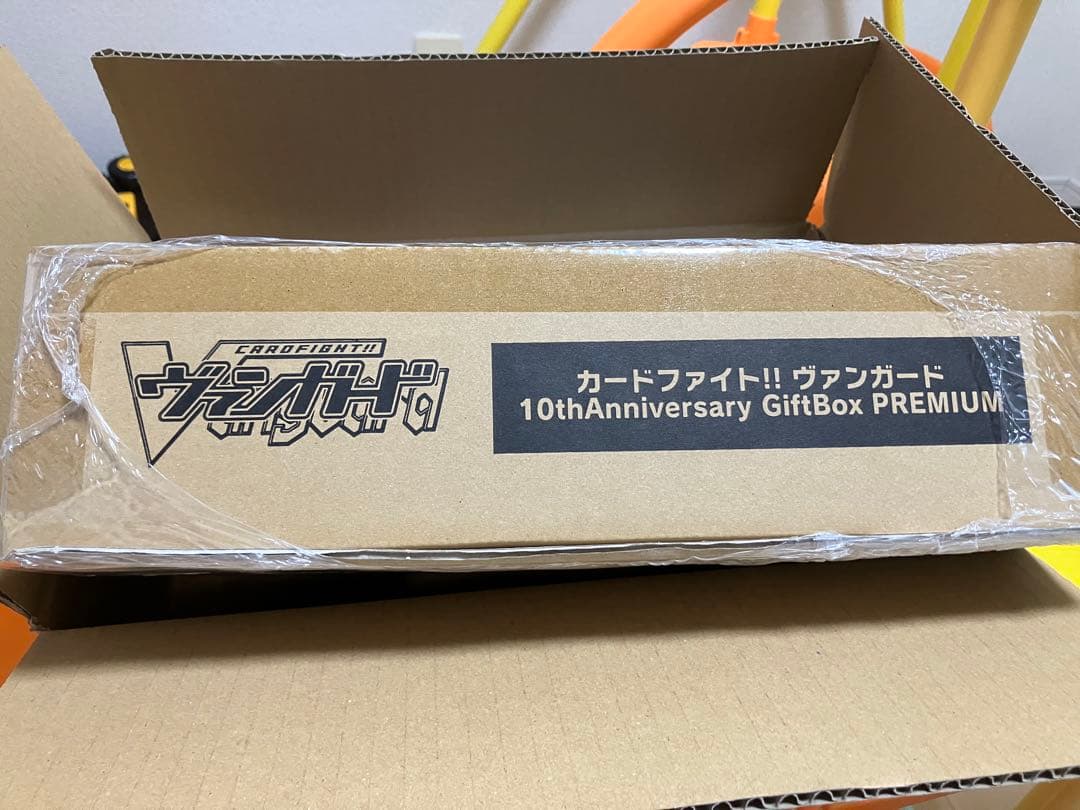 CARDFIGHT!!
ヴァンガード
Vanguard
カードファイト!! ヴァンガード
10thAnniversary GiftBox PREMIUM